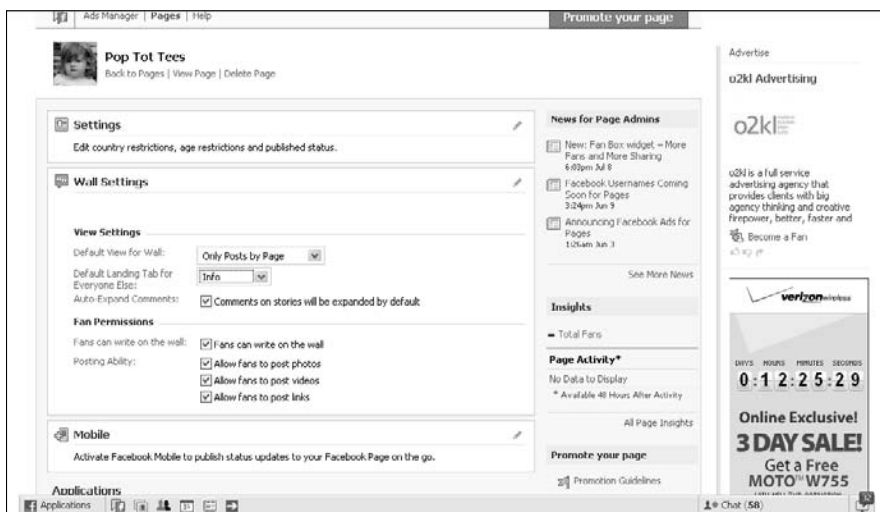 Ads Manager | Pages | Help
Promote your page
Pop Tot Tees
Back to Pages | View Page | Delete Page
Settings
Edit country restrictions, age restrictions and published status.
Wall Settings
View Settings
Default View for Wall: Only Posts by Page
Default Landing Tab for
Everyone Else: Info
Auto-Expand Comments: Comments on stories will be expanded by default
Fan Permissions
Fans can write on the wall: Fans can write on the wall
Posting Ability: Allow fans to post photos
Allow fans to post videos
Allow fans to post links
Mobile
Activate Facebook Mobile to publish status updates to your Facebook Page on the go.
Applications
News for Page Admins
New: Fan Box widget – More
Fans and More Sharing
6:02pm Jul 8
Facebook Usernames Coming
Soon for Pages
3:24pm Jun 9
Announcing Facebook Ads for
Pages
1:26am Jun 3
See More News
Insights
Total Fans
Page Activity*
No Data to Display
* Available 48 Hours After Activity
All Page Insights
Promote your page
Promotion Guidelines
Advertise
o2kl Advertising
o2kl
o2kl is a full service
advertising agency that
provides clients with big
agency thinking and creative
firepower, better, faster and
Become a Fan
verizon wireless
DAYS HOURS MINUTES SECONDS
0:12:25:29
Online Exclusive!
3 DAY SALE!
Get a Free
MOTO™ W755
Applications
Chat (58)